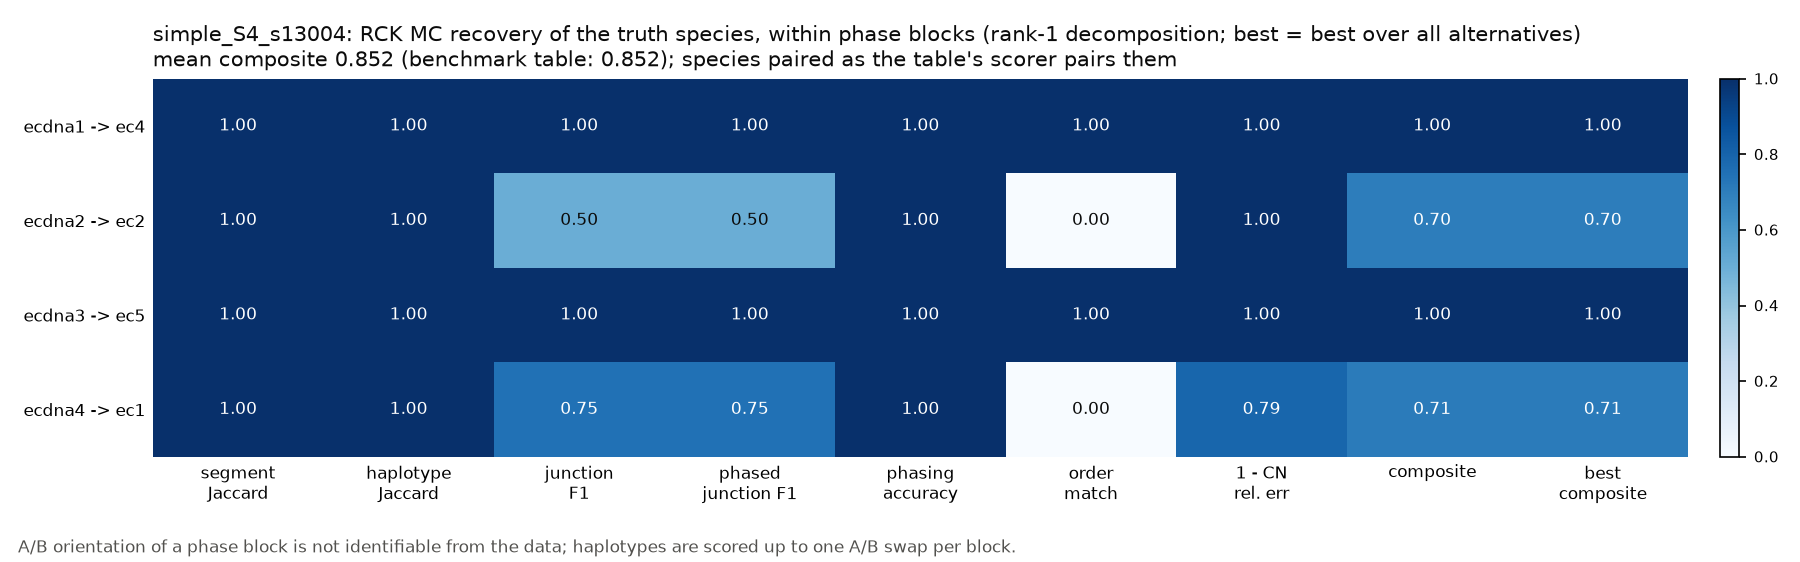 simple_S4_s13004: RCK MC recovery of the truth species, within phase blocks (rank-1 decomposition; best = best over all alternatives)
mean composite 0.852 (benchmark table: 0.852); species paired as the table's scorer pairs them
ecdna1 -> ec4 1.00 1.00 1.00 1.00 1.00 1.00 1.00 1.00 1.00
ecdna2 -> ec2 1.00 1.00 0.50 0.50 1.00 0.00 1.00 0.70 0.70
ecdna3 -> ec5 1.00 1.00 1.00 1.00 1.00 1.00 1.00 1.00 1.00
ecdna4 -> ec1 1.00 1.00 0.75 0.75 1.00 0.00 0.79 0.71 0.71
segment
Jaccard
haplotype
Jaccard
junction
F1
phased
junction F1
phasing
accuracy
order
match
1 - CN
rel. err
composite
best
composite
1.0
0.8
0.6
0.4
0.2
0.0
A/B orientation of a phase block is not identifiable from the data; haplotypes are scored up to one A/B swap per block.